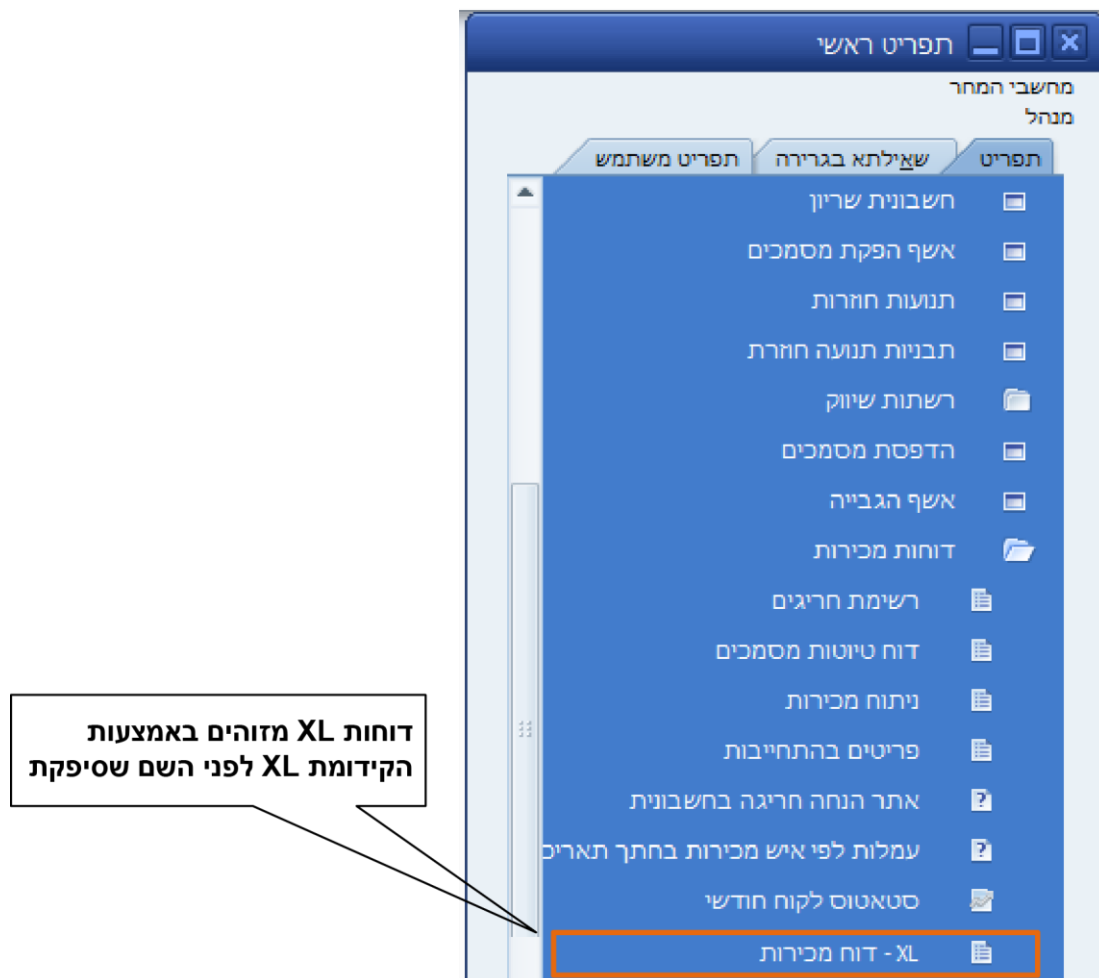 תפריט ראשי
מחשבי המחר
מנהל
תפריט
שאילתא בגרירה
תפריט משתמש
חשבונית שריון
אשף הפקת מסמכים
תנועות חוזרות
תבניות תנועה חוזרת
רשתות שיווק
הדפסת מסמכים
אשף הגבייה
דוחות מכירות
רשימת חריגים
דוח טיוטות מסמכים
ניתוח מכירות
פריטים בהתחייבות
אתר הנחה חריגה בחשבונית
עמלות לפי איש מכירות בחתך תאריכ
סטאטוס לקוח חודשי
XL - דוח מכירות
דוחות XL מזוהים באמצעות
הקידומת XL לפני השם שסיפקת